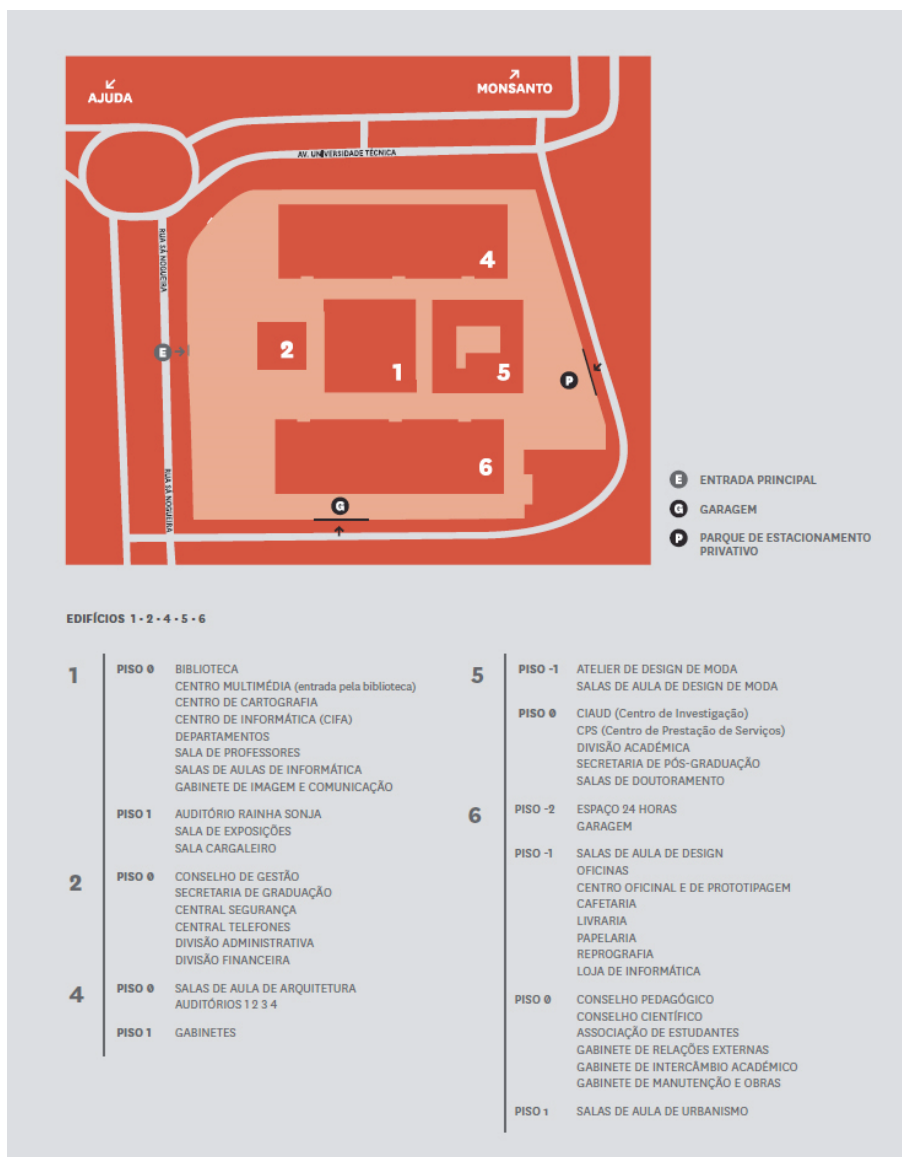 AJUDA
MONSANTO
AV. UNIVERSIDADE TÉCNICA
RUA SÁ NOGUEIRA
4
E
2
1
5
P
6
RUA SÁ NOGUEIRA
G
E ENTRADA PRINCIPAL
G GARAGEM
P PARQUE DE ESTACIONAMENTO
PRIVATIVO
EDIFÍCIOS 1 · 2 · 4 · 5 · 6
1 PISO 0 BIBLIOTECA
CENTRO MULTIMÉDIA (entrada pela biblioteca)
CENTRO DE CARTOGRAFIA
CENTRO DE INFORMÁTICA (CIFA)
DEPARTAMENTOS
SALA DE PROFESSORES
SALAS DE AULAS DE INFORMÁTICA
GABINETE DE IMAGEM E COMUNICAÇÃO
PISO 1 AUDITÓRIO RAINHA SONJA
SALA DE EXPOSIÇÕES
SALA CARGALEIRO
2 PISO 0 CONSELHO DE GESTÃO
SECRETARIA DE GRADUAÇÃO
CENTRAL SEGURANÇA
CENTRAL TELEFONES
DIVISÃO ADMINISTRATIVA
DIVISÃO FINANCEIRA
4 PISO 0 SALAS DE AULA DE ARQUITETURA
AUDITÓRIOS 1 2 3 4
PISO 1 GABINETES
5 PISO -1 ATELIER DE DESIGN DE MODA
SALAS DE AULA DE DESIGN DE MODA
PISO 0 CIAUD (Centro de Investigação)
CPS (Centro de Prestação de Serviços)
DIVISÃO ACADÉMICA
SECRETARIA DE PÓS-GRADUAÇÃO
SALAS DE DOUTORAMENTO
6 PISO -2 ESPAÇO 24 HORAS
GARAGEM
PISO -1 SALAS DE AULA DE DESIGN
OFICINAS
CENTRO OFICINAL E DE PROTOTIPAGEM
CAFETARIA
LIVRARIA
PAPELARIA
REPROGRAFIA
LOJA DE INFORMÁTICA
PISO 0 CONSELHO PEDAGÓGICO
CONSELHO CIENTÍFICO
ASSOCIAÇÃO DE ESTUDANTES
GABINETE DE RELAÇÕES EXTERNAS
GABINETE DE INTERCÂMBIO ACADÉMICO
GABINETE DE MANUTENÇÃO E OBRAS
PISO 1 SALAS DE AULA DE URBANISMO